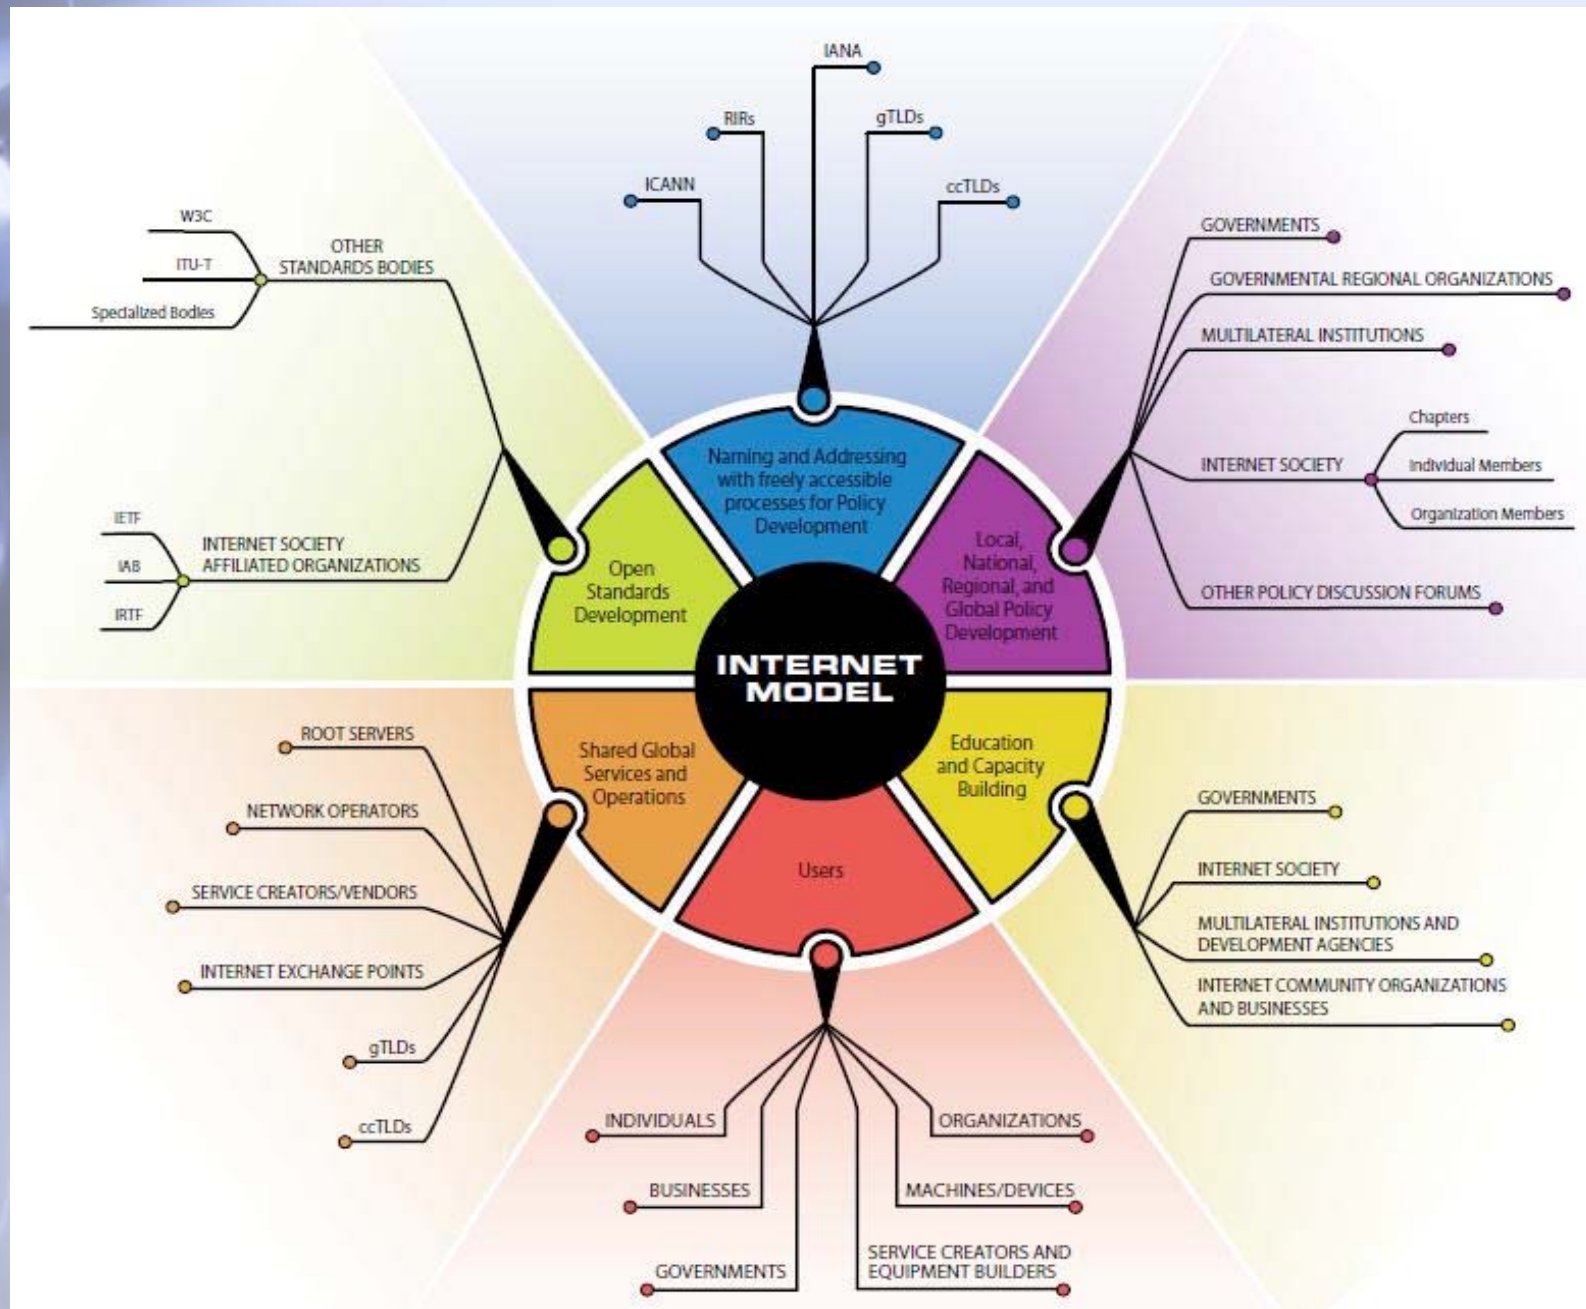 IANA
RIRs
gTLDs
ICANN
ccTLDs
W3C
ITU-T
Specialized Bodies
OTHER
STANDARDS BODIES
IETF
IAB
IRTF
INTERNET SOCIETY
AFFILIATED ORGANIZATIONS
GOVERNMENTS
GOVERNMENTAL REGIONAL ORGANIZATIONS
MULTILATERAL INSTITUTIONS
INTERNET SOCIETY
Chapters
Individual Members
Organization Members
OTHER POLICY DISCUSSION FORUMS
Naming and Addressing
with freely accessible
processes for Policy
Development
Open
Standards
Development
Local,
National,
Regional, and
Global Policy
Development
INTERNET
MODEL
Shared Global
Services and
Operations
Education
and Capacity
Building
Users
ROOT SERVERS
NETWORK OPERATORS
SERVICE CREATORS/VENDORS
INTERNET EXCHANGE POINTS
gTLDs
ccTLDs
GOVERNMENTS
INTERNET SOCIETY
MULTILATERAL INSTITUTIONS AND
DEVELOPMENT AGENCIES
INTERNET COMMUNITY ORGANIZATIONS
AND BUSINESSES
INDIVIDUALS
BUSINESSES
GOVERNMENTS
ORGANIZATIONS
MACHINES/DEVICES
SERVICE CREATORS AND
EQUIPMENT BUILDERS